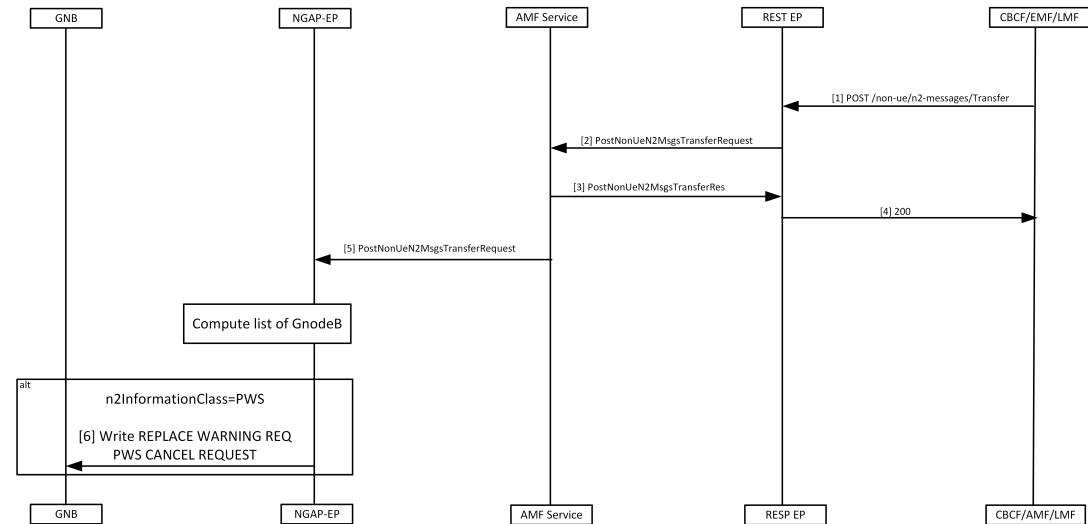 GNB
NGAP-EP
AMF Service
REST EP
CBCF/EMF/LMF
[1] POST /non-ue/n2-messages/Transfer
[2] PostNonUeN2MsgsTransferRequest
[3] PostNonUeN2MsgsTransferRes
[4] 200
[5] PostNonUeN2MsgsTransferRequest
Compute list of GnodeB
alt
n2InformationClass=PWS
[6] Write REPLACE WARNING REQ
PWS CANCEL REQUEST
GNB
NGAP-EP
AMF Service
RESP EP
CBCF/AMF/LMF